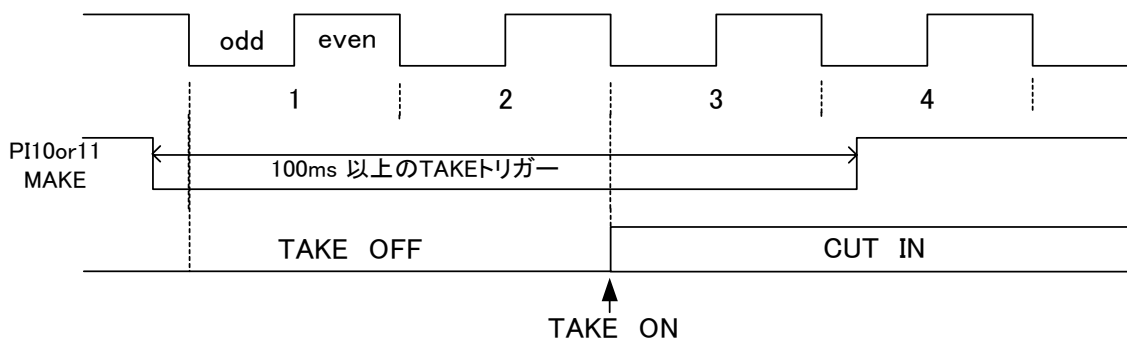 odd even
1 2 3 4
PI10or11
MAKE
100ms 以上のTAKEトリガー
TAKE OFF CUT IN
TAKE ON